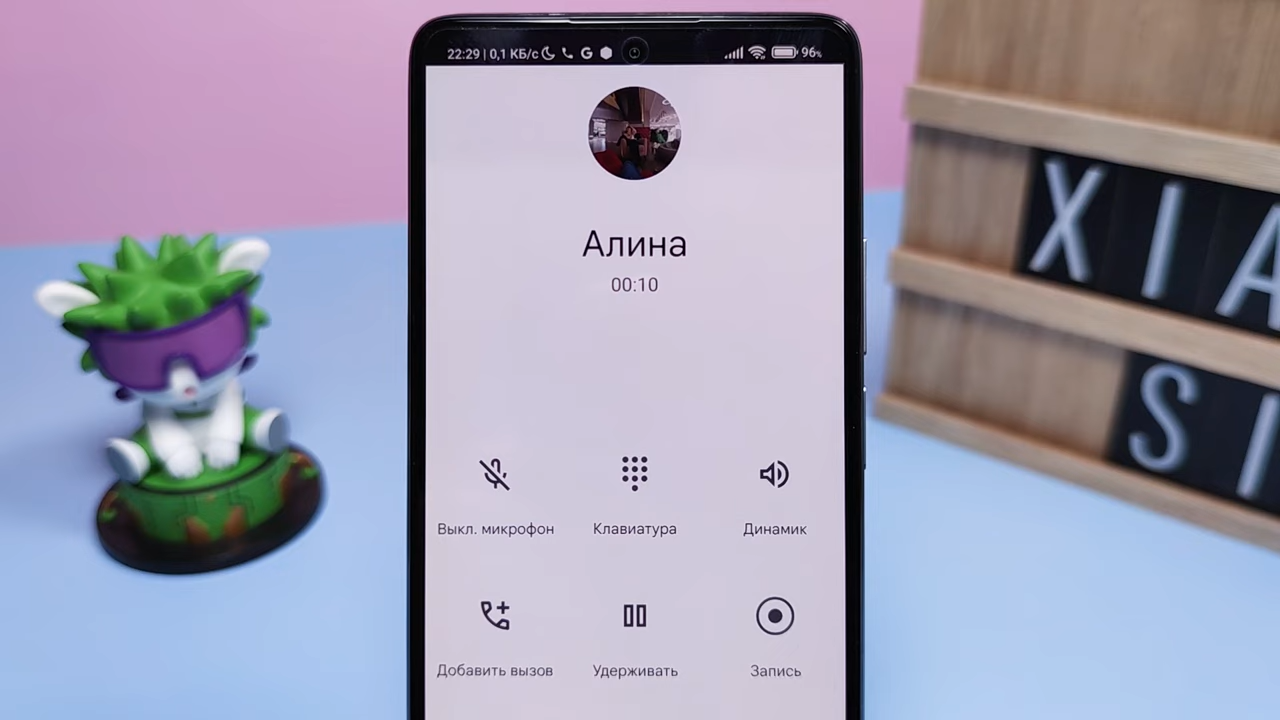 22:29 | 0,1 КБ/с 96%
Алина
00:10
Выкл. микрофон Клавиатура Динамик
Добавить вызов Удерживать Запись
XIA
SI